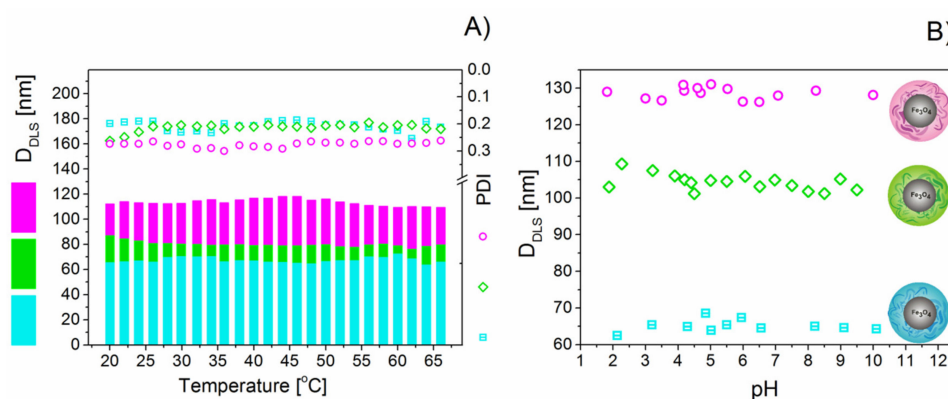 A)
B)
D_DLS [nm]
200
180
160
140
120
100
80
60
40
20
0
20 25 30 35 40 45 50 55 60 65
Temperature [°C]
0.0
0.1
0.2
0.3
PDI
D_DLS [nm]
130
120
110
100
90
80
70
60
1 2 3 4 5 6 7 8 9 10 11 12
pH
Fe₃O₄
Fe₃O₄
Fe₃O₄